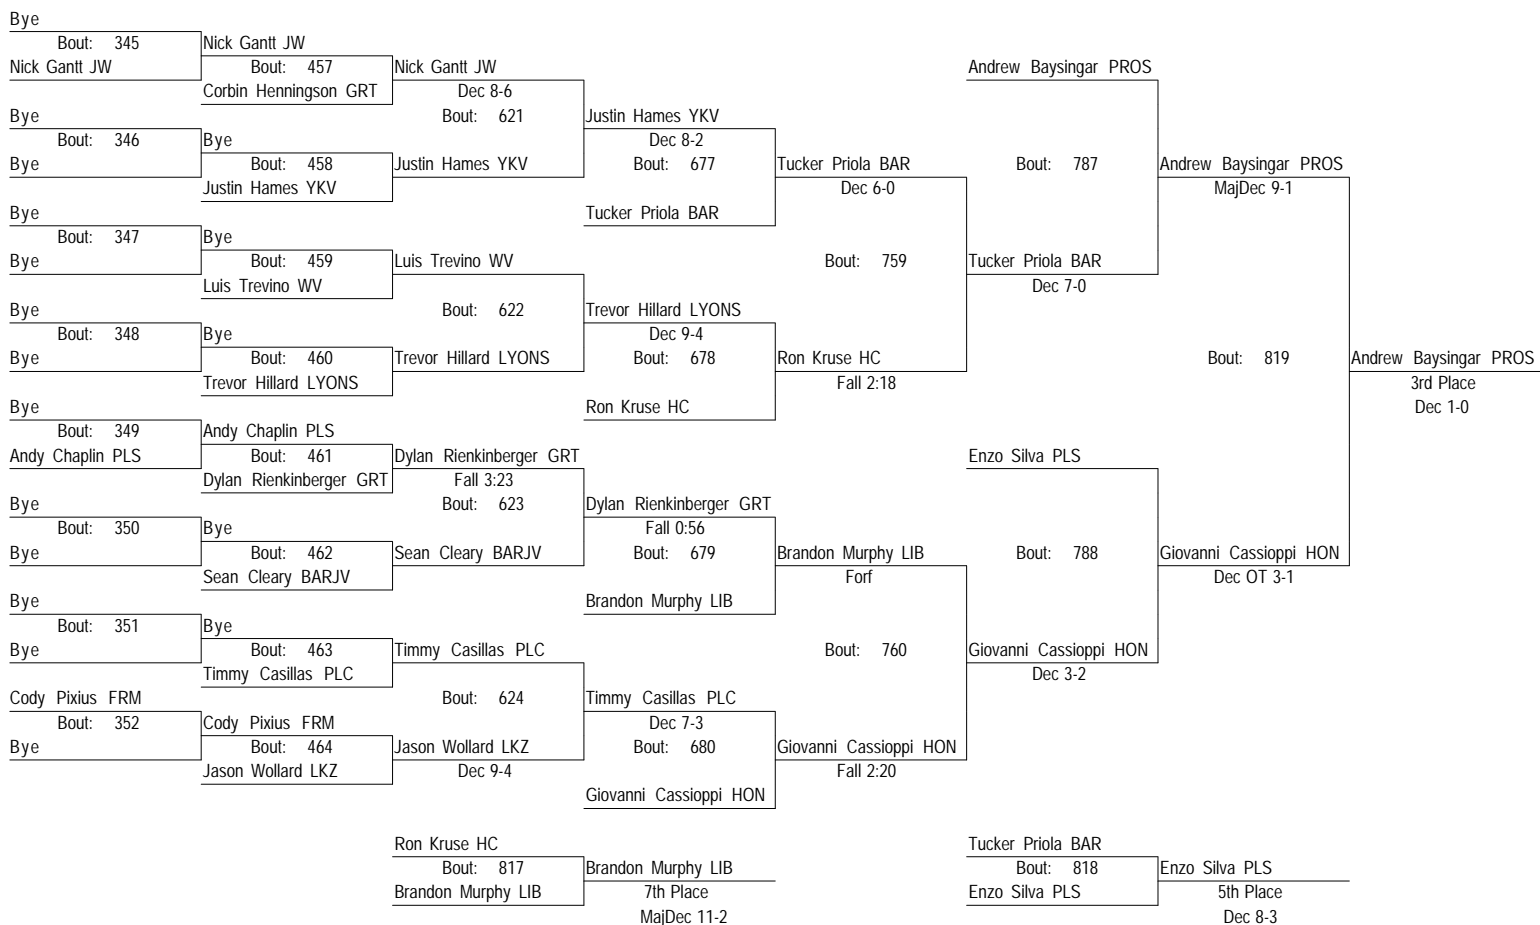 Bye
Bout: 345
Nick Gantt JW
Nick Gantt JW
Bout: 457
Corbin Henningson GRT
Nick Gantt JW
Dec 8-6
Bout: 621
Bye
Bout: 346
Bye
Bye
Bout: 458
Justin Hames YKV
Justin Hames YKV
Justin Hames YKV
Dec 8-2
Bout: 677
Tucker Priola BAR
Tucker Priola BAR
Dec 6-0
Bye
Bout: 347
Bye
Bye
Bout: 459
Luis Trevino WV
Luis Trevino WV
Bout: 622
Bye
Bout: 348
Bye
Bye
Bout: 460
Trevor Hillard LYONS
Trevor Hillard LYONS
Trevor Hillard LYONS
Dec 9-4
Bout: 678
Ron Kruse HC
Ron Kruse HC
Fall 2:18
Bout: 759
Tucker Priola BAR
Dec 7-0
Andrew Baysingar PROS
Bout: 787
Andrew Baysingar PROS
MajDec 9-1
Bye
Bout: 349
Andy Chaplin PLS
Andy Chaplin PLS
Bout: 461
Dylan Rienkinberger GRT
Dylan Rienkinberger GRT
Fall 3:23
Bout: 623
Bye
Bout: 350
Bye
Bye
Bout: 462
Sean Cleary BARJV
Sean Cleary BARJV
Dylan Rienkinberger GRT
Fall 0:56
Bout: 679
Brandon Murphy LIB
Brandon Murphy LIB
Forf
Bye
Bout: 351
Bye
Bye
Bout: 463
Timmy Casillas PLC
Timmy Casillas PLC
Bout: 624
Cody Pixius FRM
Bout: 352
Bye
Cody Pixius FRM
Bout: 464
Jason Wollard LKZ
Jason Wollard LKZ
Dec 9-4
Timmy Casillas PLC
Dec 7-3
Bout: 680
Giovanni Cassioppi HON
Giovanni Cassioppi HON
Fall 2:20
Bout: 760
Giovanni Cassioppi HON
Dec 3-2
Enzo Silva PLS
Bout: 788
Giovanni Cassioppi HON
Dec OT 3-1
Bout: 819
Andrew Baysingar PROS
3rd Place
Dec 1-0
Ron Kruse HC
Bout: 817
Brandon Murphy LIB
Brandon Murphy LIB
7th Place
MajDec 11-2
Tucker Priola BAR
Bout: 818
Enzo Silva PLS
Enzo Silva PLS
5th Place
Dec 8-3